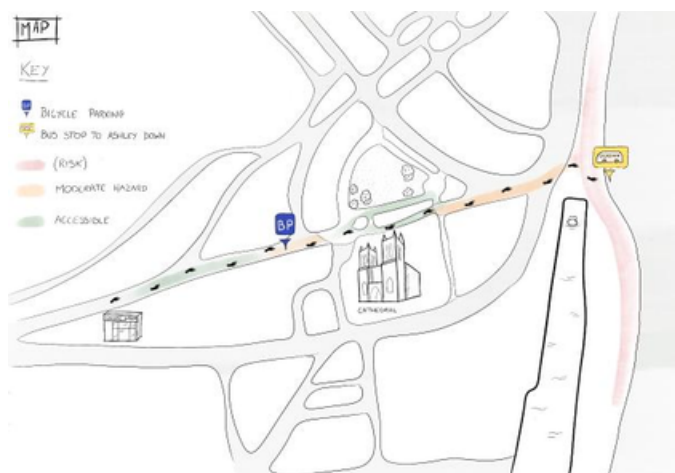 MAP
KEY
BICYCLE PARKING
BUS STOP TO ASHLEY DOWN
(RISK)
MODERATE HAZARD
ACCESSIBLE
BP
CATHEDRAL